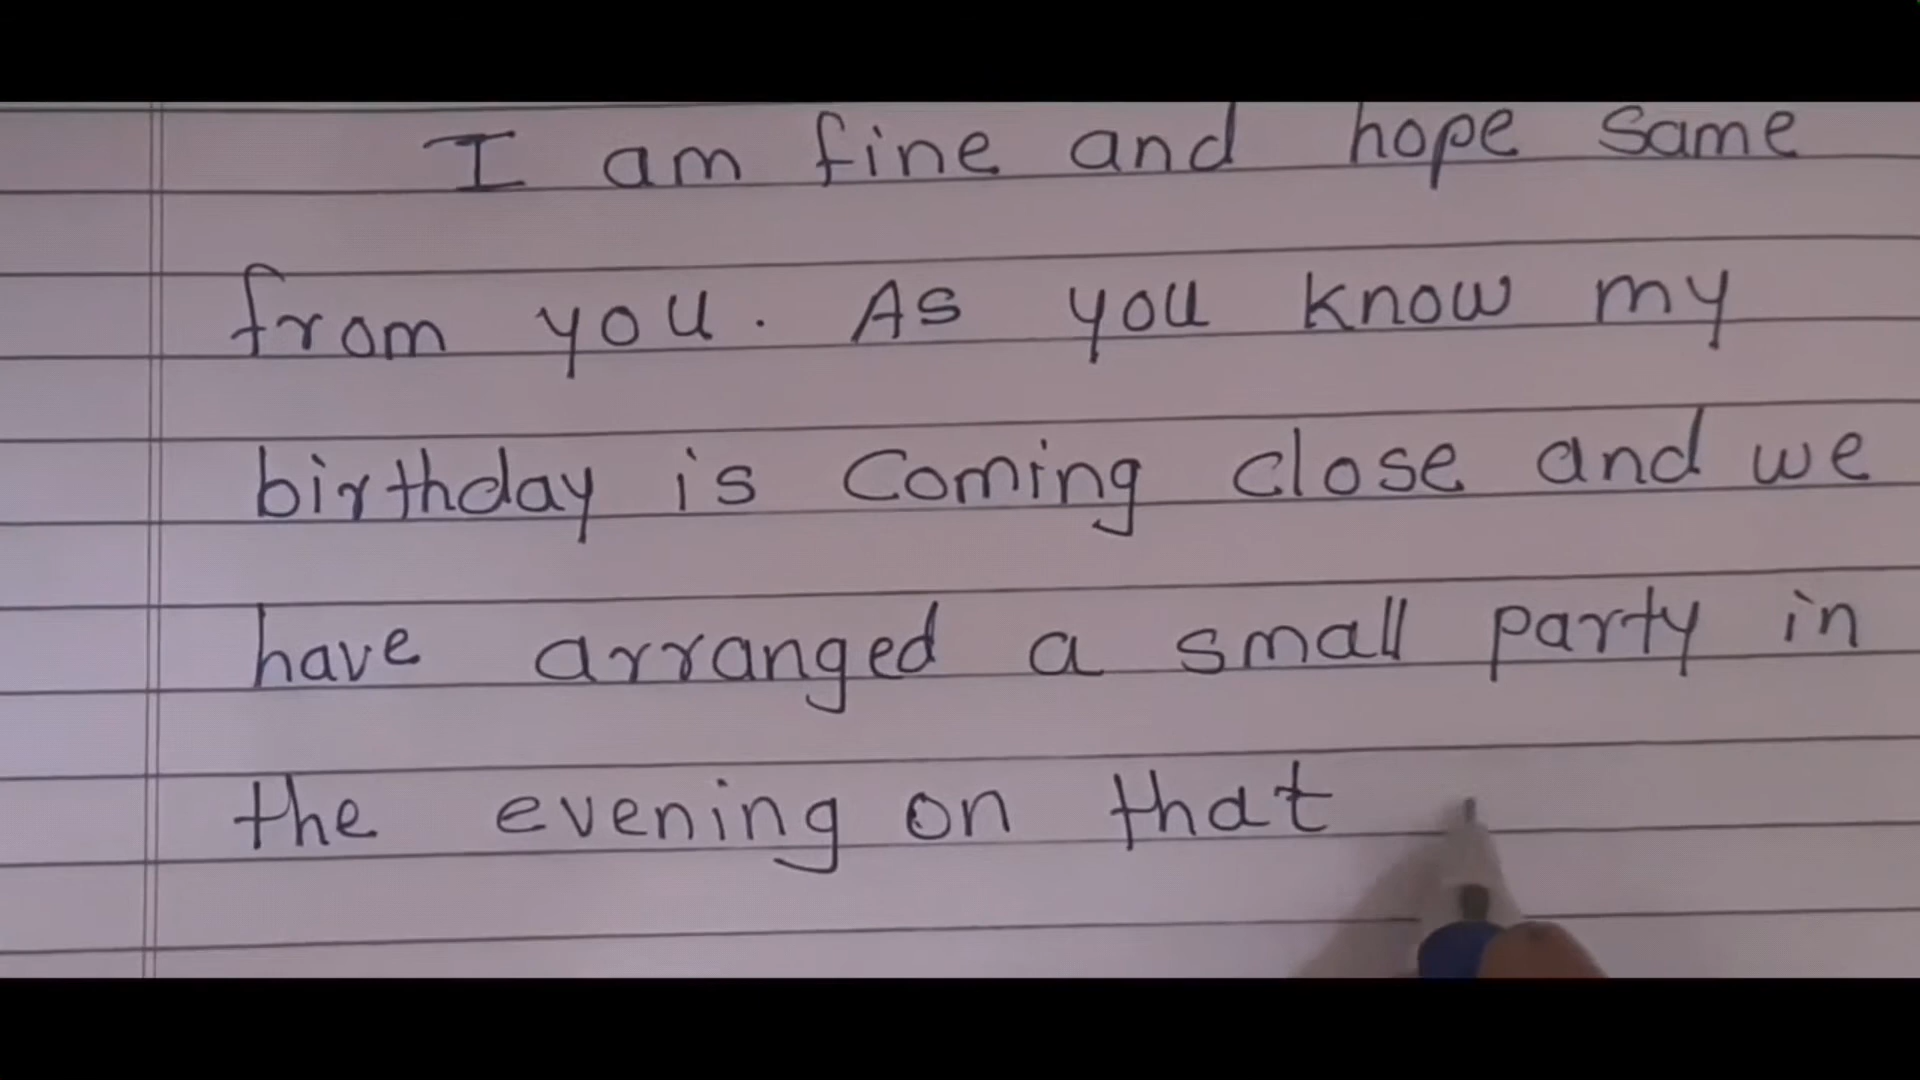 I am fine and hope same
from you. As you know my
birthday is coming close and we
have arranged a small party in
the evening on that